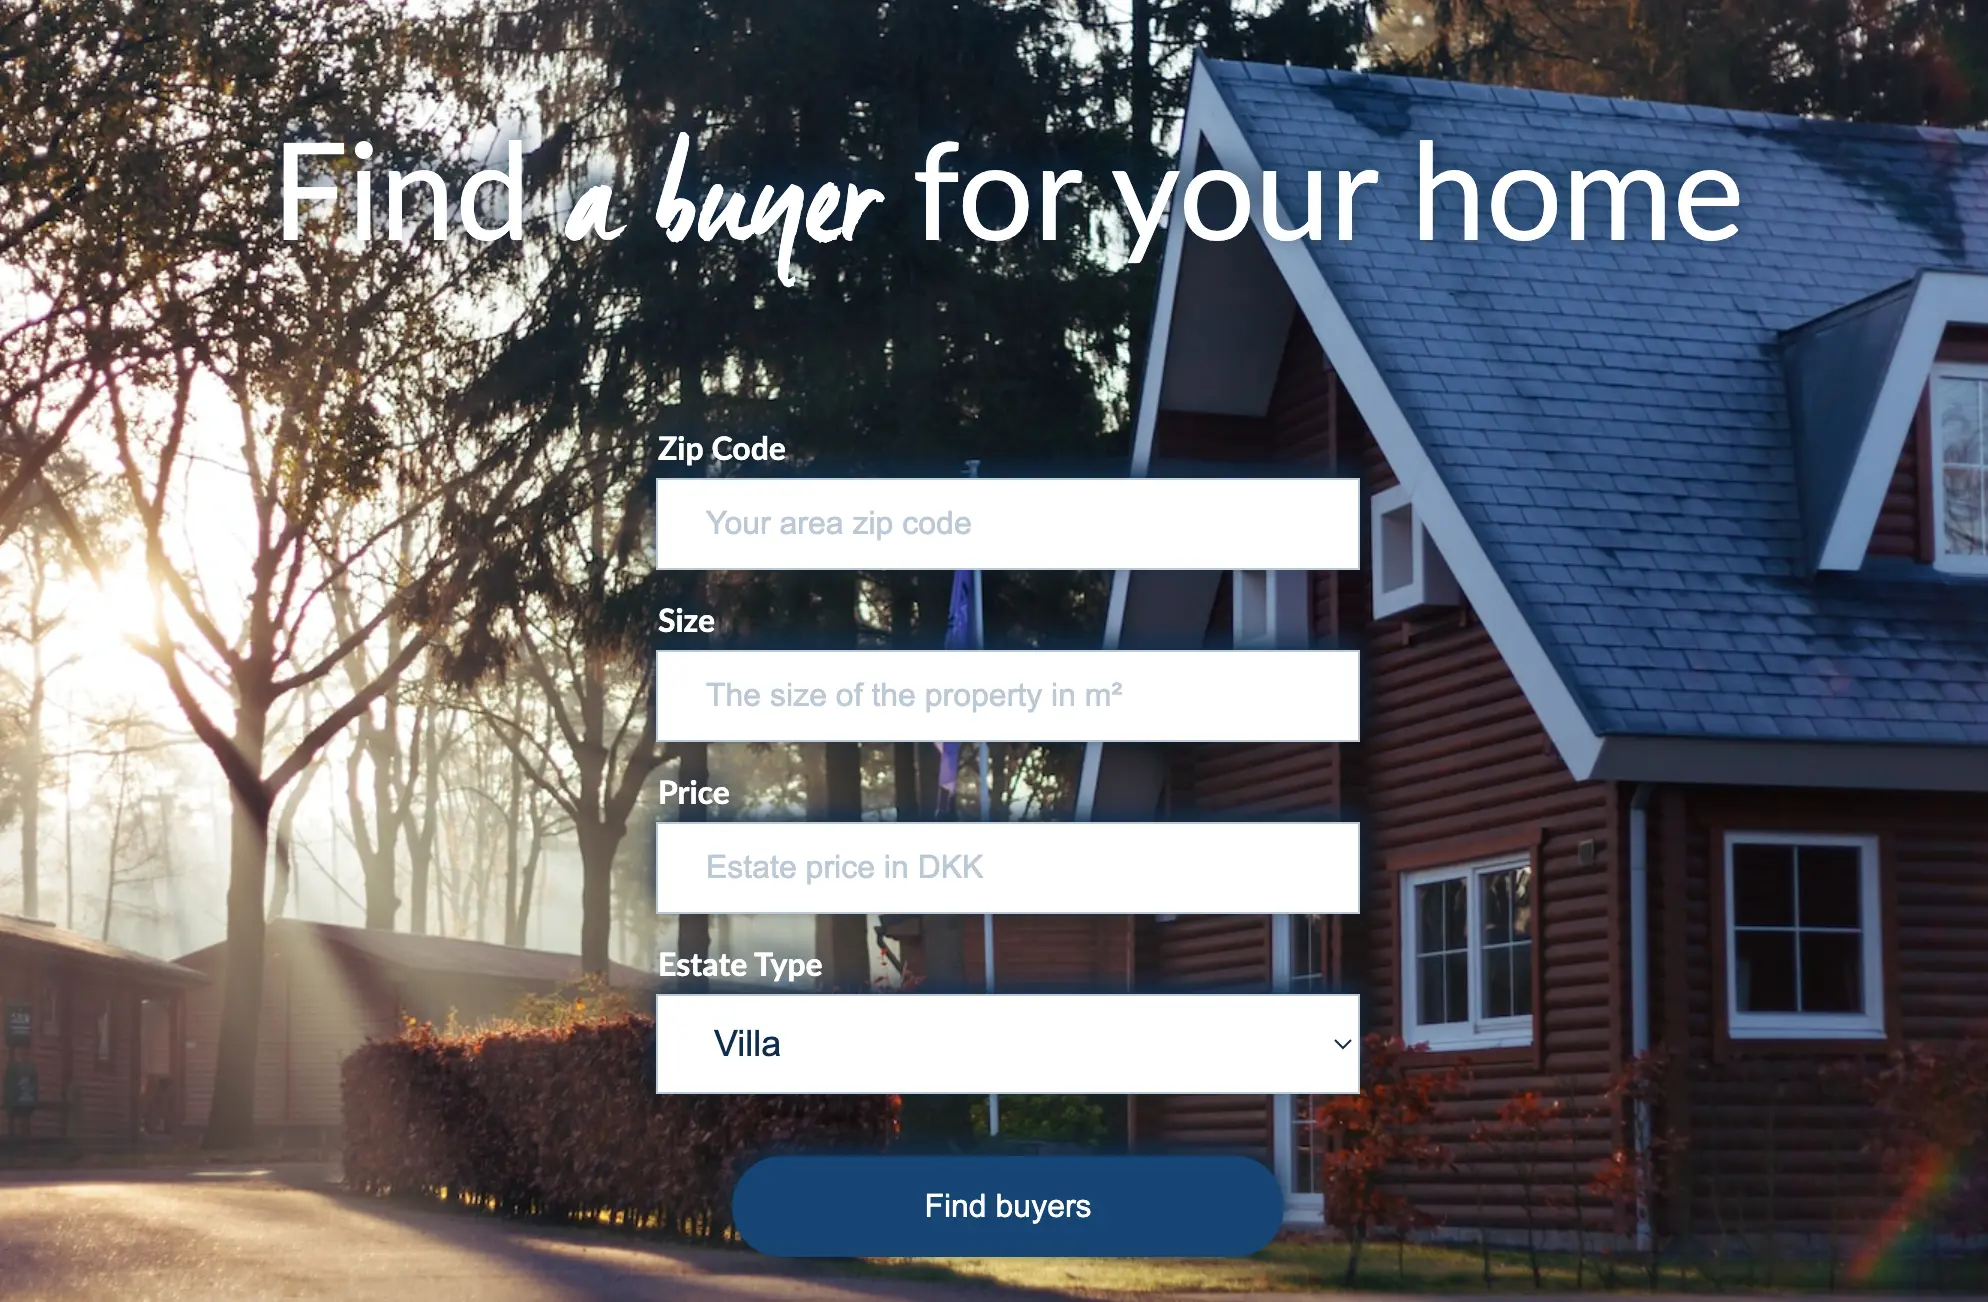 Find a buyer for your home
Zip Code
Your area zip code
Size
The size of the property in m²
Price
Estate price in DKK
Estate Type
Villa
Find buyers